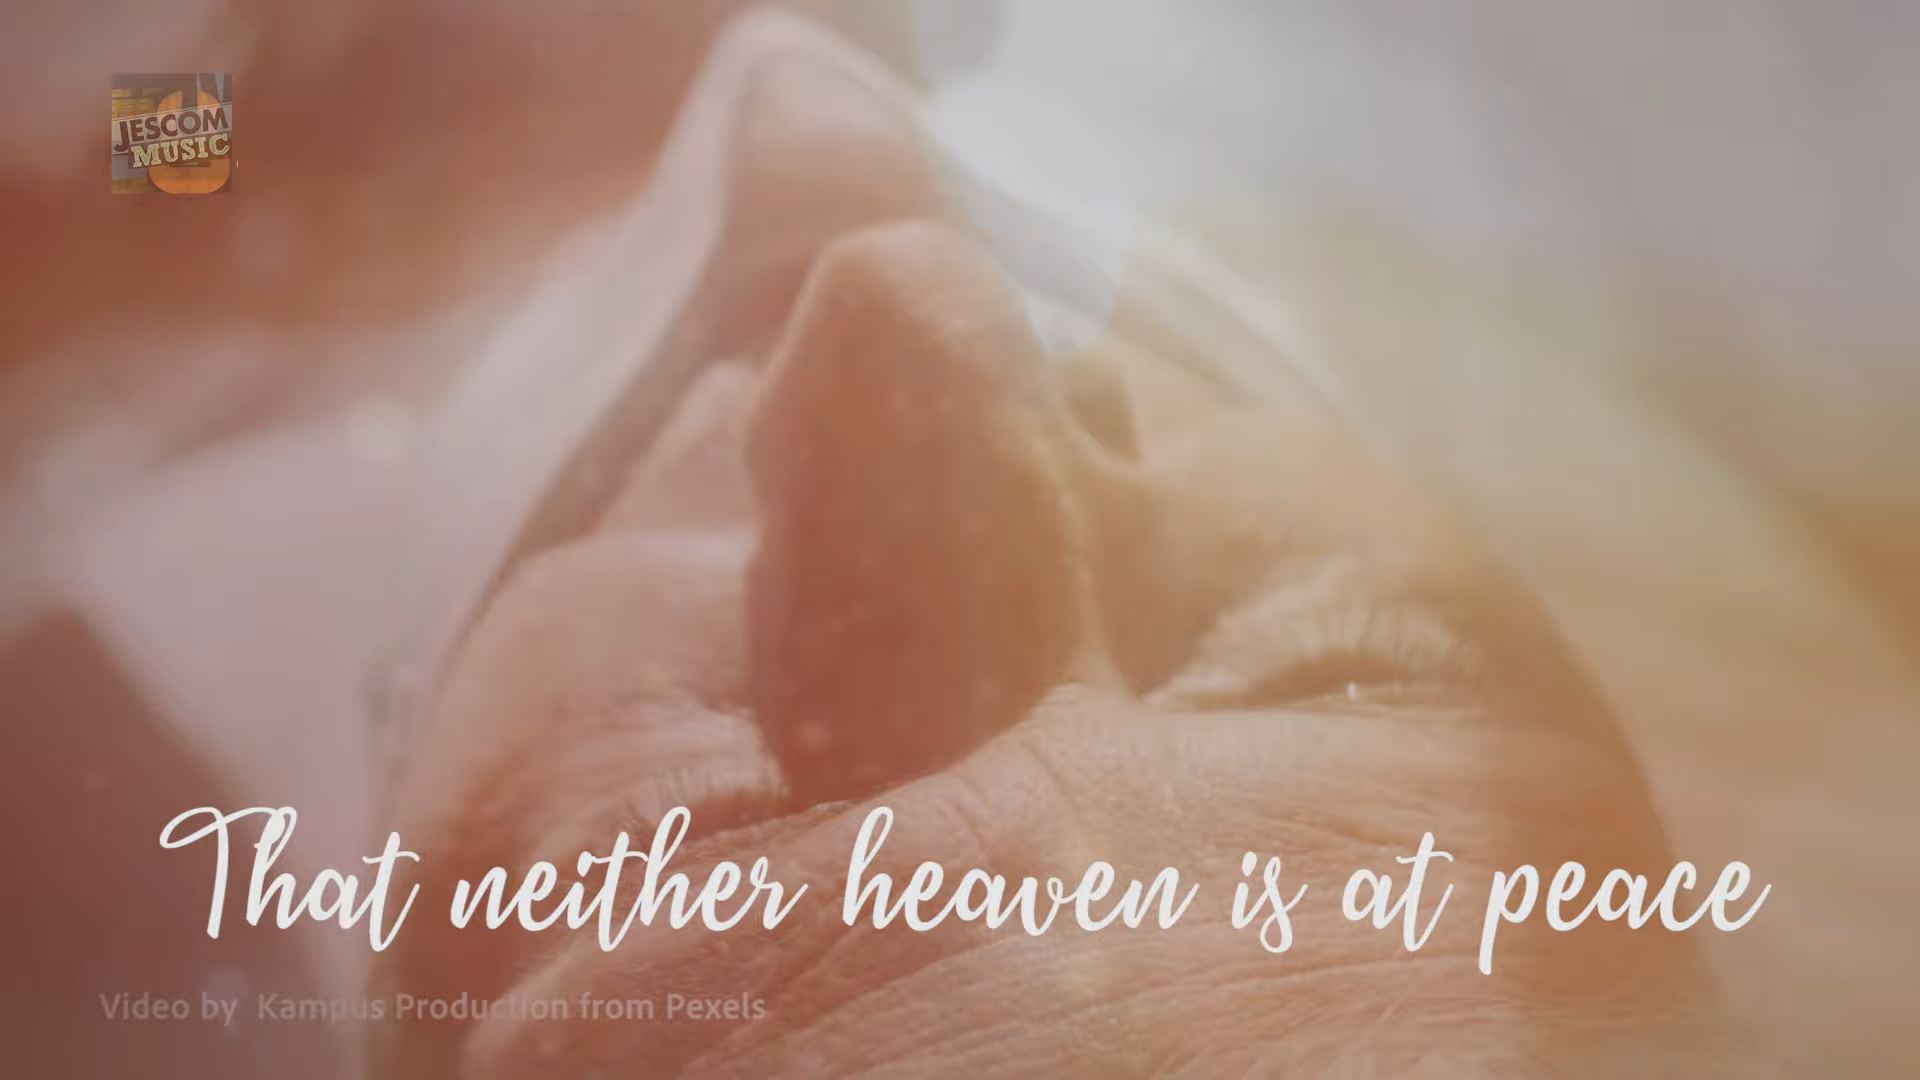 JESCOM
MUSIC
That neither heaven is at peace
Video by Kampus Production from Pexels